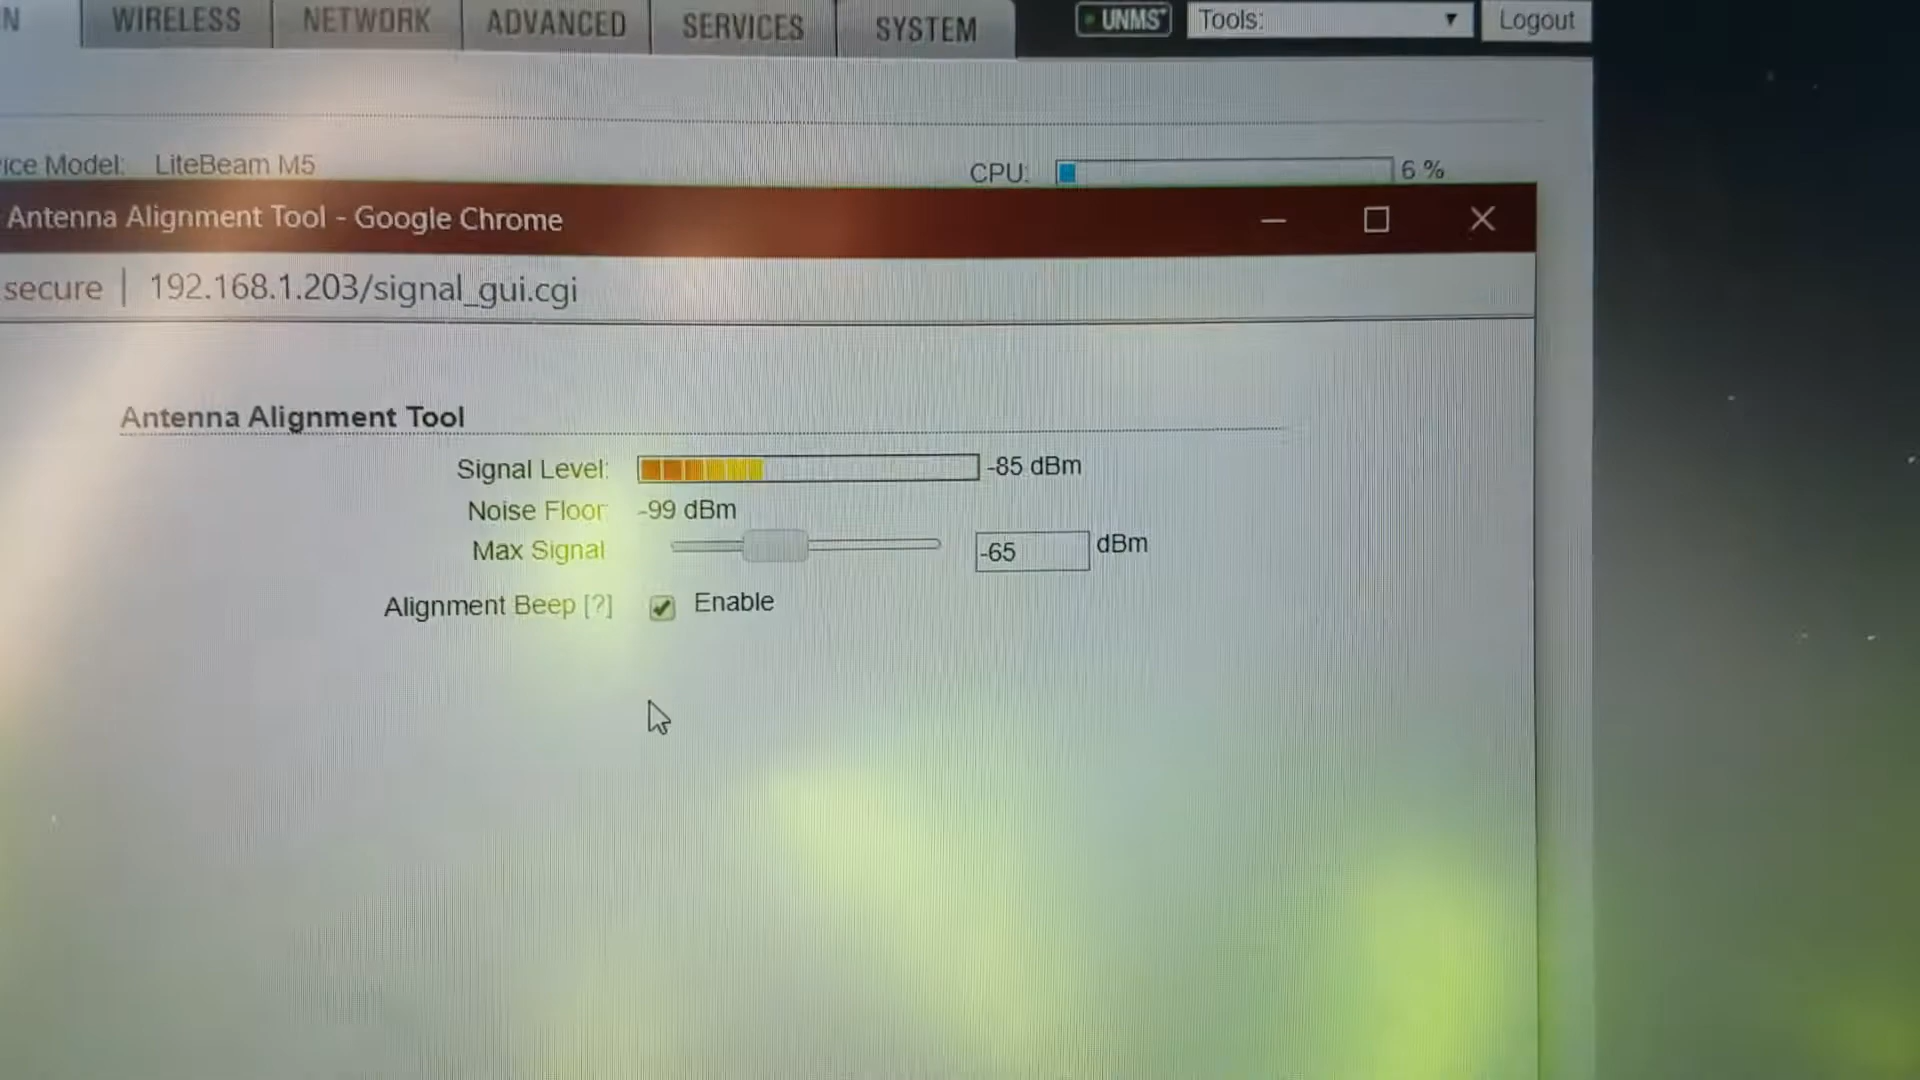 N WIRELESS NETWORK ADVANCED SERVICES SYSTEM UNMS Tools: Logout
ice Model: LiteBeam M5 CPU: 6 %
Antenna Alignment Tool - Google Chrome
secure | 192.168.1.203/signal_gui.cgi
Antenna Alignment Tool
Signal Level: -85 dBm
Noise Floor: -99 dBm
Max Signal -65 dBm
Alignment Beep [?] Enable